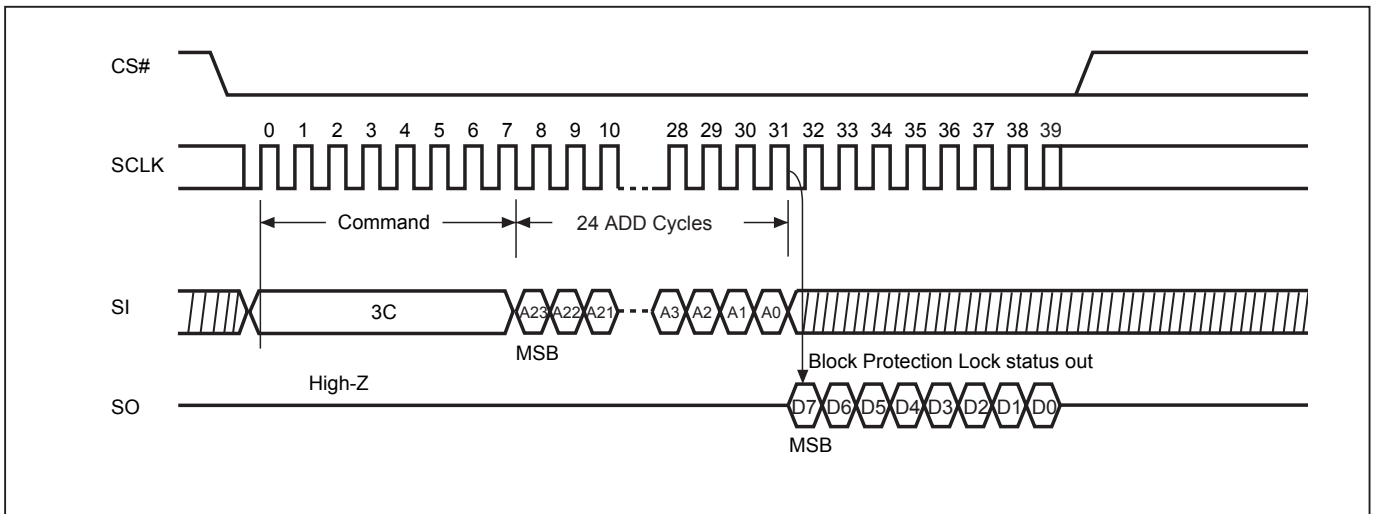 CS#
0 1 2 3 4 5 6 7 8 9 10 28 29 30 31 32 33 34 35 36 37 38 39
SCLK
Command 24 ADD Cycles
SI 3C A23 A22 A21 A3 A2 A1 A0
MSB
Block Protection Lock status out
High-Z
SO D7 D6 D5 D4 D3 D2 D1 D0
MSB